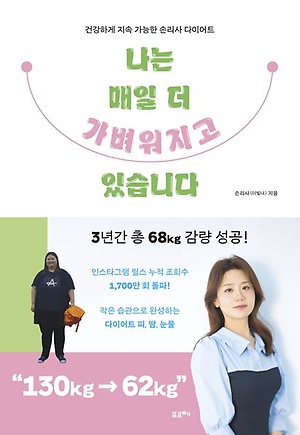 건강하게 지속 가능한 손리사 다이어트
나는
매일 더
가벼워지고
있습니다
손리사(이빛나) 지음
3년간 총 68kg 감량 성공!
인스타그램 릴스 누적 조회수
1,700만 회 돌파!
작은 습관으로 완성하는
다이어트 피, 땀, 눈물
“130kg → 62kg”